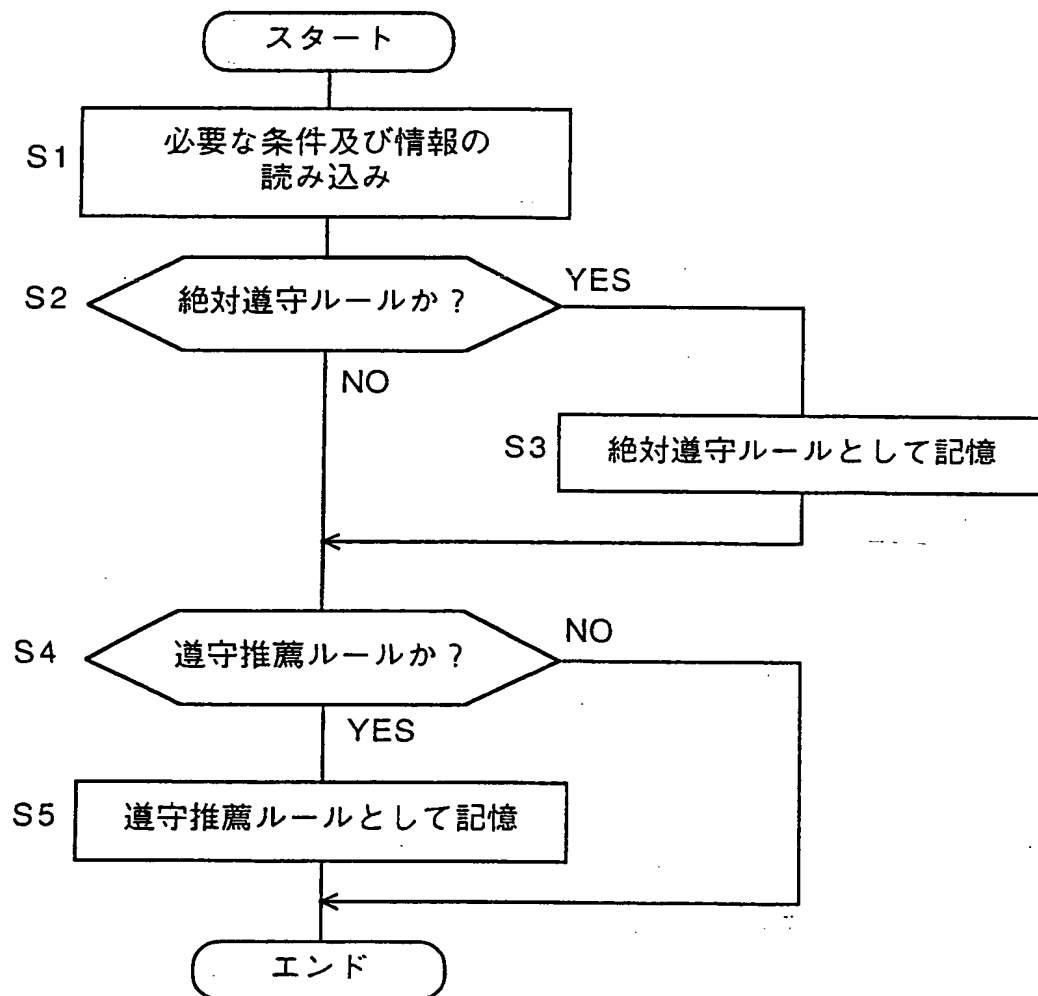 スタート
S1
必要な条件及び情報の
読み込み
S2
絶対遵守ルールか?
YES
NO
S3
絶対遵守ルールとして記憶
S4
遵守推薦ルールか?
NO
YES
S5
遵守推薦ルールとして記憶
エンド